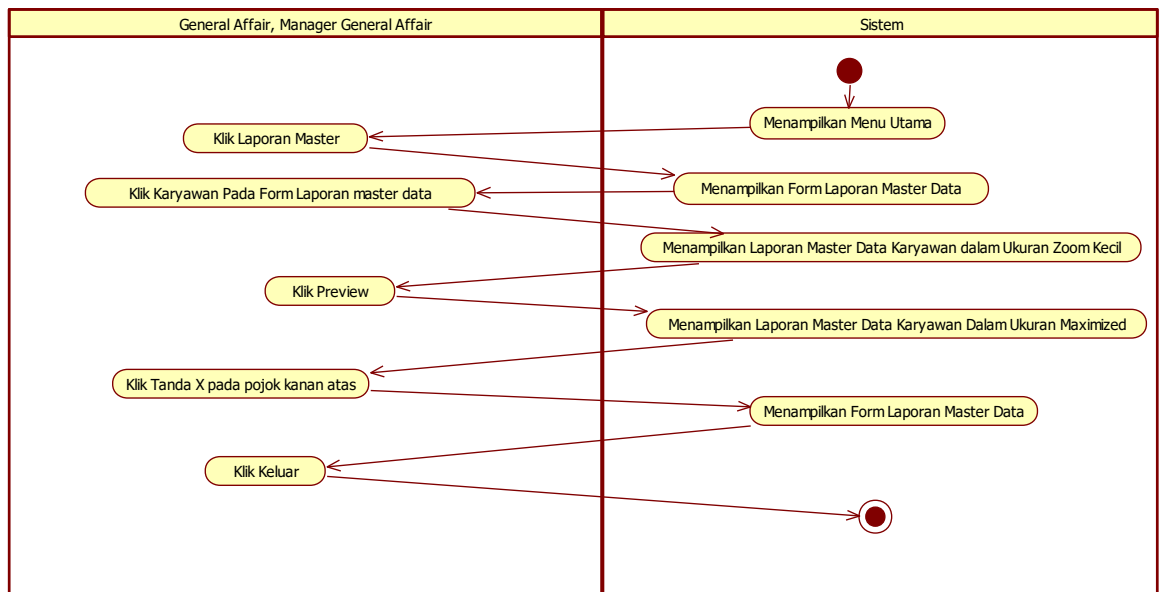 General Affair, Manager General Affair
Sistem
Menampilkan Menu Utama
Klik Laporan Master
Menampilkan Form Laporan Master Data
Klik Karyawan Pada Form Laporan master data
Menampilkan Laporan Master Data Karyawan dalam Ukuran Zoom Kecil
Klik Preview
Menampilkan Laporan Master Data Karyawan Dalam Ukuran Maximized
Klik Tanda X pada pojok kanan atas
Menampilkan Form Laporan Master Data
Klik Keluar